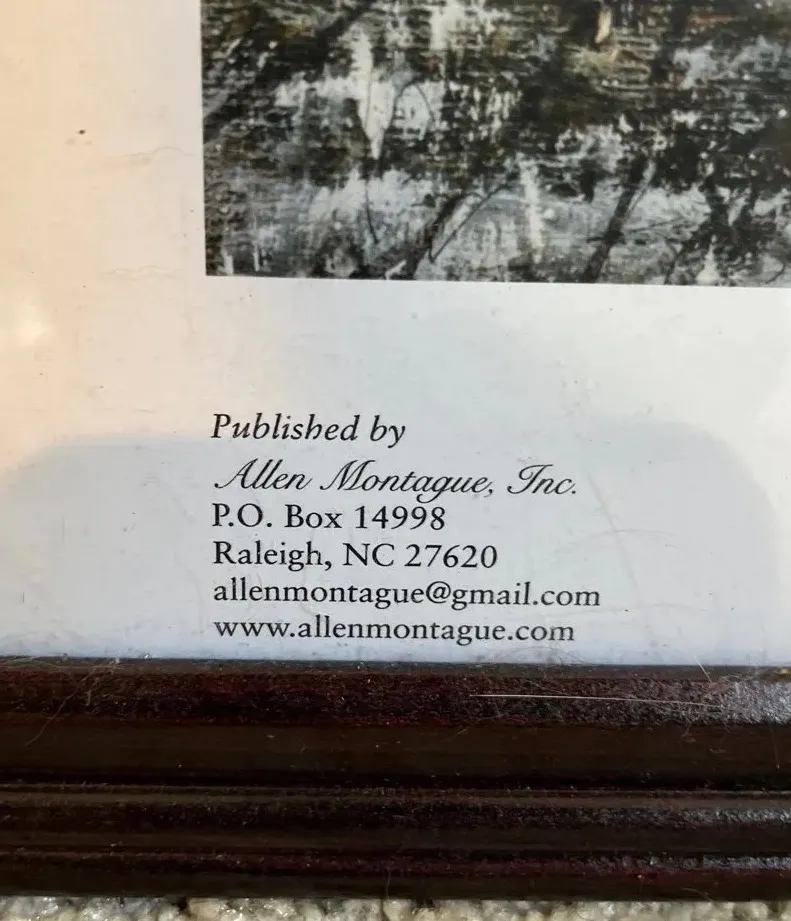 Published by
Allen Montague, Inc.
P.O. Box 14998
Raleigh, NC 27620
allenmontague@gmail.com
www.allenmontague.com